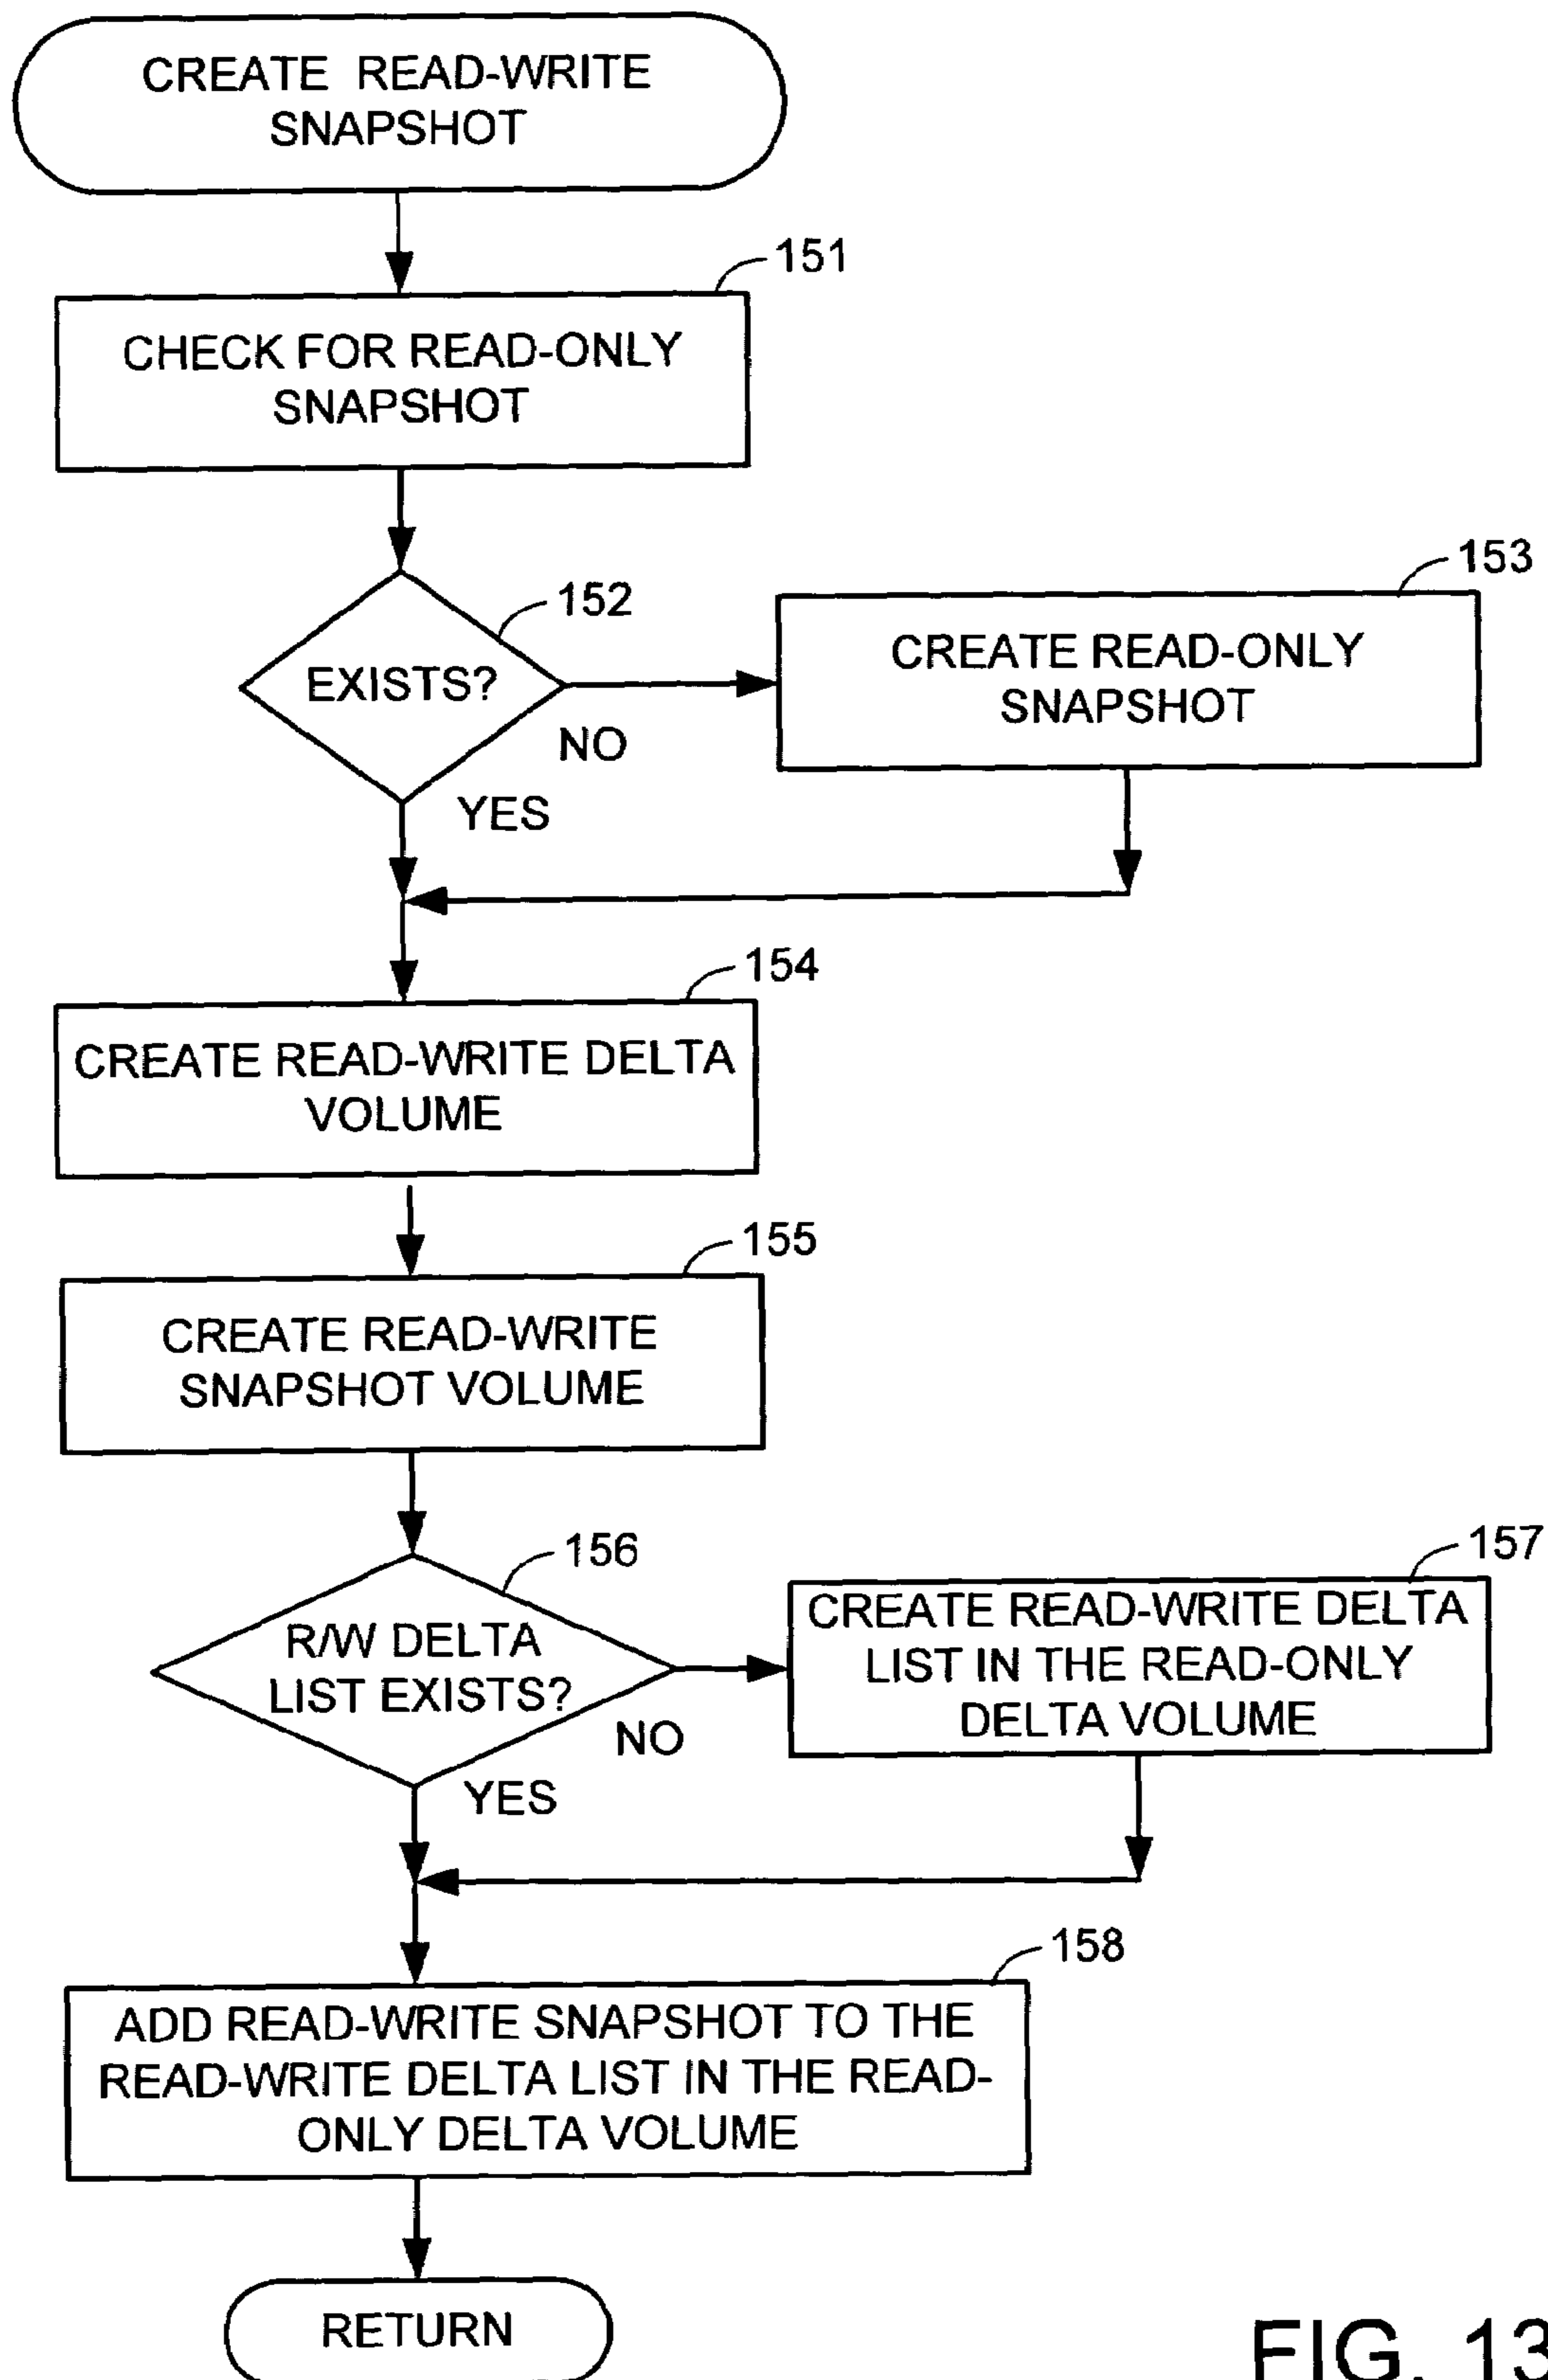 CREATE READ-WRITE
SNAPSHOT
151
CHECK FOR READ-ONLY
SNAPSHOT
152
EXISTS?
NO
YES
153
CREATE READ-ONLY
SNAPSHOT
154
CREATE READ-WRITE DELTA
VOLUME
155
CREATE READ-WRITE
SNAPSHOT VOLUME
156
R/W DELTA
LIST EXISTS?
NO
YES
157
CREATE READ-WRITE DELTA
LIST IN THE READ-ONLY
DELTA VOLUME
158
ADD READ-WRITE SNAPSHOT TO THE
READ-WRITE DELTA LIST IN THE READ-
ONLY DELTA VOLUME
RETURN
FIG. 13